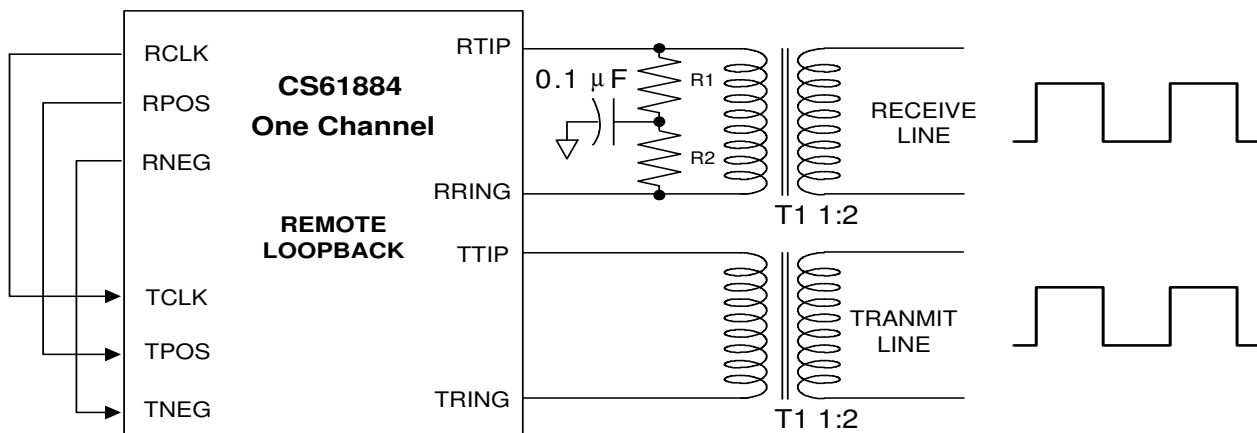 RCLK
RPOS
RNEG
TCLK
TPOS
TNEG
CS61884
One Channel
REMOTE
LOOPBACK
RTIP
RRING
TTIP
TRING
0.1 μF
R1
R2
T1 1:2
RECEIVE
LINE
TRANMIT
LINE
T1 1:2